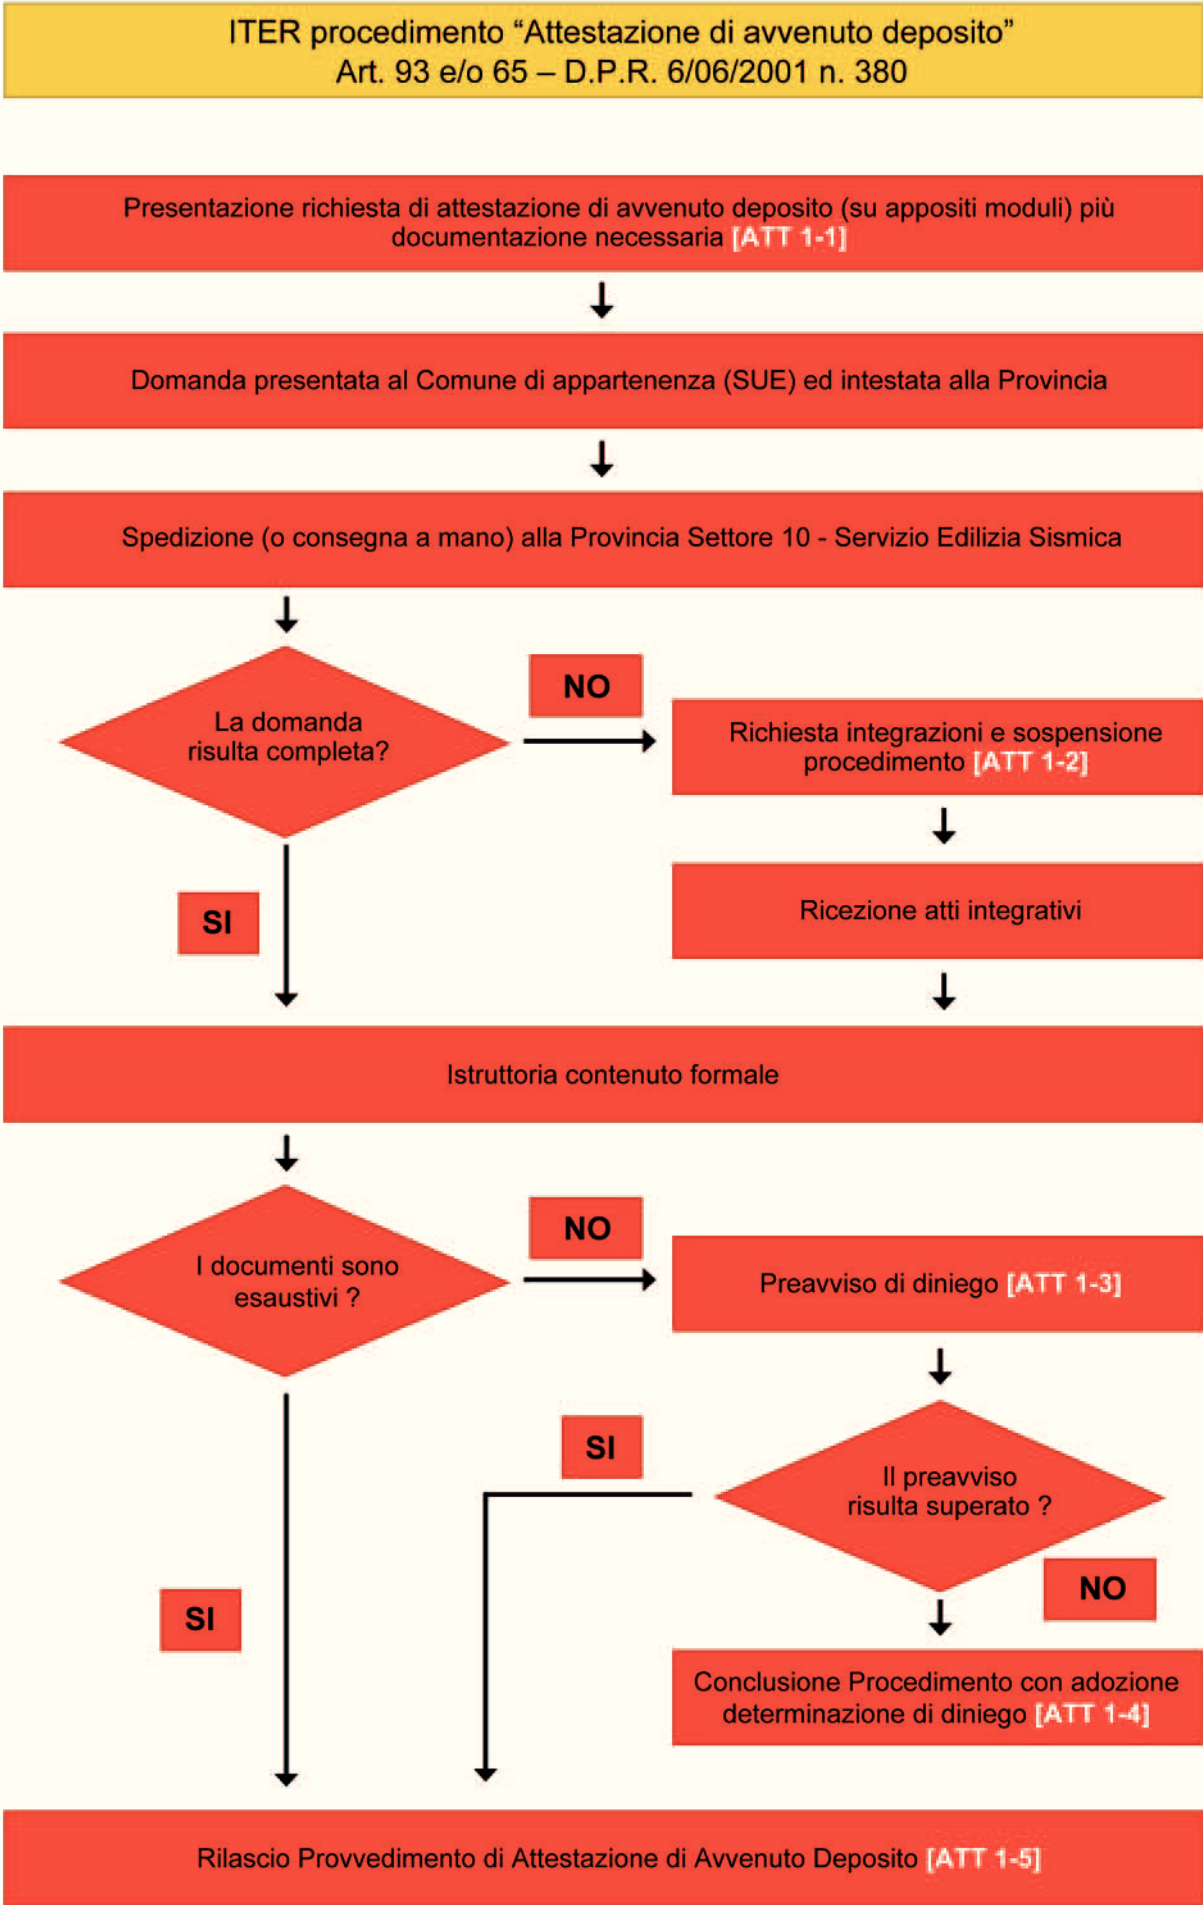 ITER procedimento “Attestazione di avvenuto deposito”
Art. 93 e/o 65 – D.P.R. 6/06/2001 n. 380
Presentazione richiesta di attestazione di avvenuto deposito (su appositi moduli) più
documentazione necessaria [ATT 1-1]
Domanda presentata al Comune di appartenenza (SUE) ed intestata alla Provincia
Spedizione (o consegna a mano) alla Provincia Settore 10 - Servizio Edilizia Sismica
La domanda
risulta completa?
NO
Richiesta integrazioni e sospensione
procedimento [ATT 1-2]
SI
Ricezione atti integrativi
Istruttoria contenuto formale
I documenti sono
esaustivi ?
NO
Preavviso di diniego [ATT 1-3]
SI
Il preavviso
risulta superato ?
NO
SI
Conclusione Procedimento con adozione
determinazione di diniego [ATT 1-4]
Rilascio Provvedimento di Attestazione di Avvenuto Deposito [ATT 1-5]